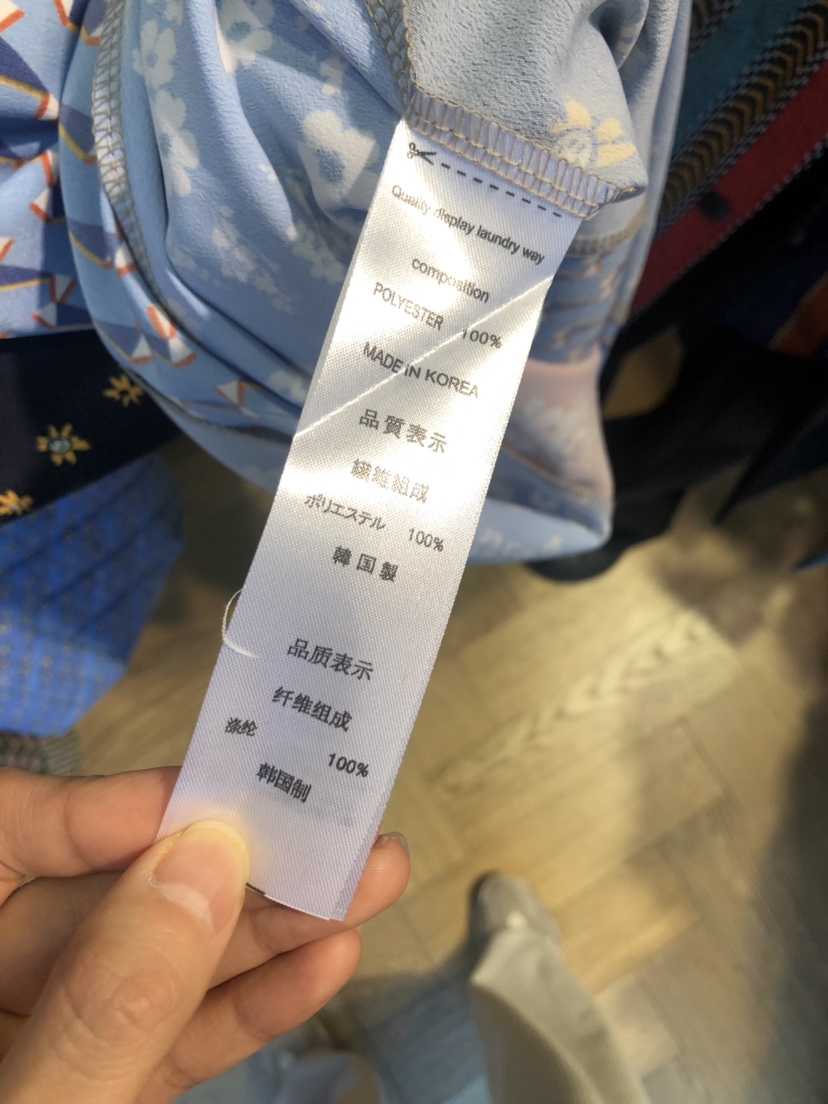 Quality display laundry way
composition
POLYESTER 100%
MADE IN KOREA
品質表示
繊維組成
ポリエステル 100%
韓国製
品质表示
纤维组成
涤纶 100%
韩国制